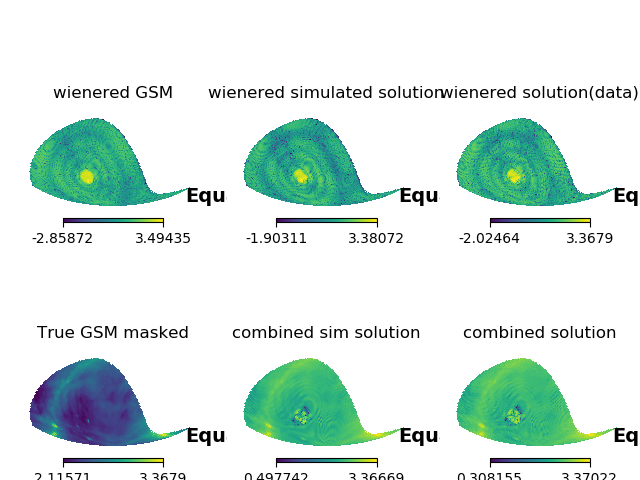 wienered GSM
wienered simulated solution
wienered solution(data)
Equ
Equ
Eq
-2.85872 3.49435
-1.90311 3.38072
-2.02464 3.3679
True GSM masked
combined sim solution
combined solution
Equ
Equ
Eq
2.11571 3.3679
0.497742 3.36669
0.308155 3.37022